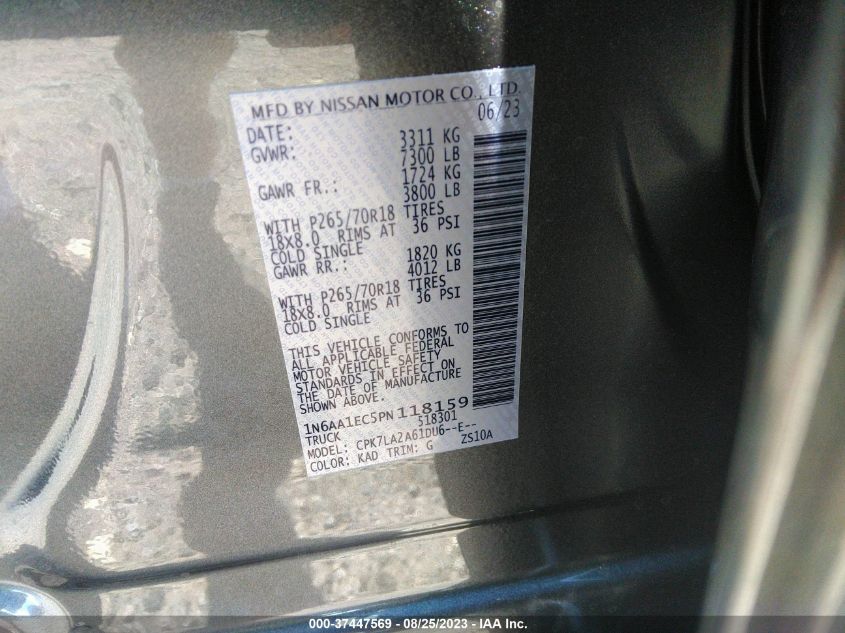 MFD BY NISSAN MOTOR CO., LTD.
DATE: 06/23
GVWR: 3311 KG
7300 LB
GAWR FR.: 1724 KG
3800 LB
WITH P265/70R18 TIRES
18X8.0 RIMS AT 36 PSI
COLD SINGLE
GAWR RR.: 1820 KG
4012 LB
WITH P265/70R18 TIRES
18X8.0 RIMS AT 36 PSI
COLD SINGLE
THIS VEHICLE CONFORMS TO
ALL APPLICABLE FEDERAL
MOTOR VEHICLE SAFETY
STANDARDS IN EFFECT ON
THE DATE OF MANUFACTURE
SHOWN ABOVE.
1N6AA1EC5PN118159
TRUCK 518301
MODEL: CPK7LA2A61DU6--E--
COLOR: KAD TRIM: G ZS10A
000-37447569 - 08/25/2023 - IAA Inc.